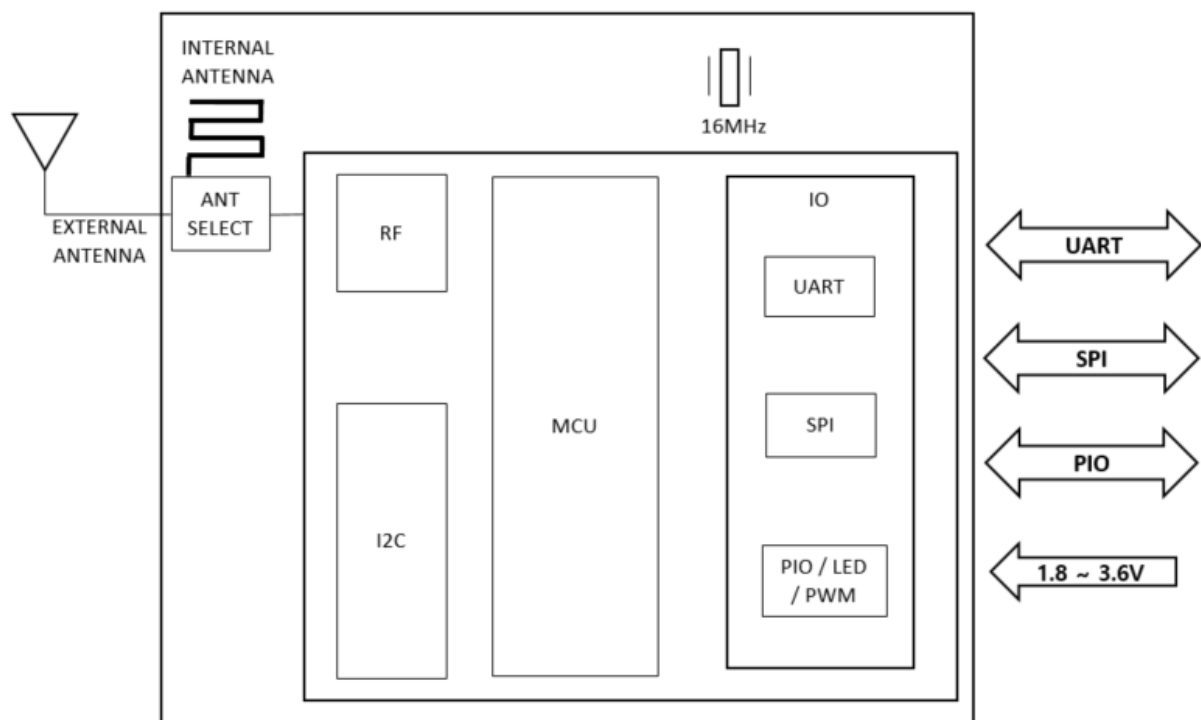 INTERNAL
ANTENNA
16MHz
ANT
SELECT
EXTERNAL
ANTENNA
RF
I2C
MCU
IO
UART
SPI
PIO / LED
/ PWM
UART
SPI
PIO
1.8 ~ 3.6V